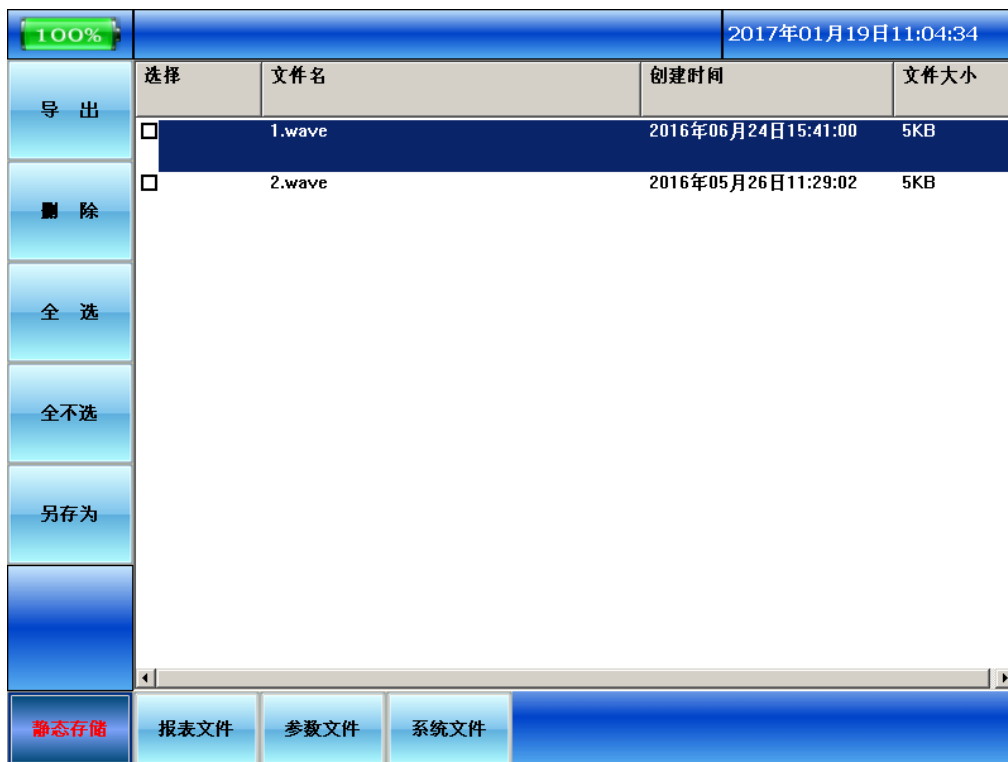 100% 2017年01月19日11:04:34
选择 文件名 创建时间 文件大小
导 出
1.wave 2016年06月24日15:41:00 5KB
2.wave 2016年05月26日11:29:02 5KB
删 除
全 选
全不选
另存为
静态存储 报表文件 参数文件 系统文件